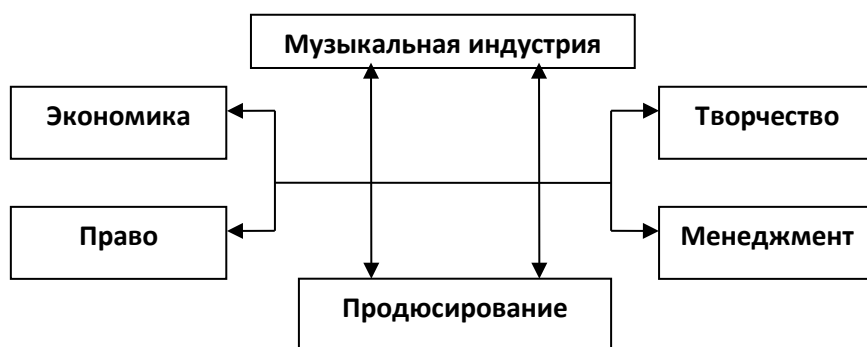 Музыкальная индустрия
Экономика
Творчество
Право
Менеджмент
Продюсирование